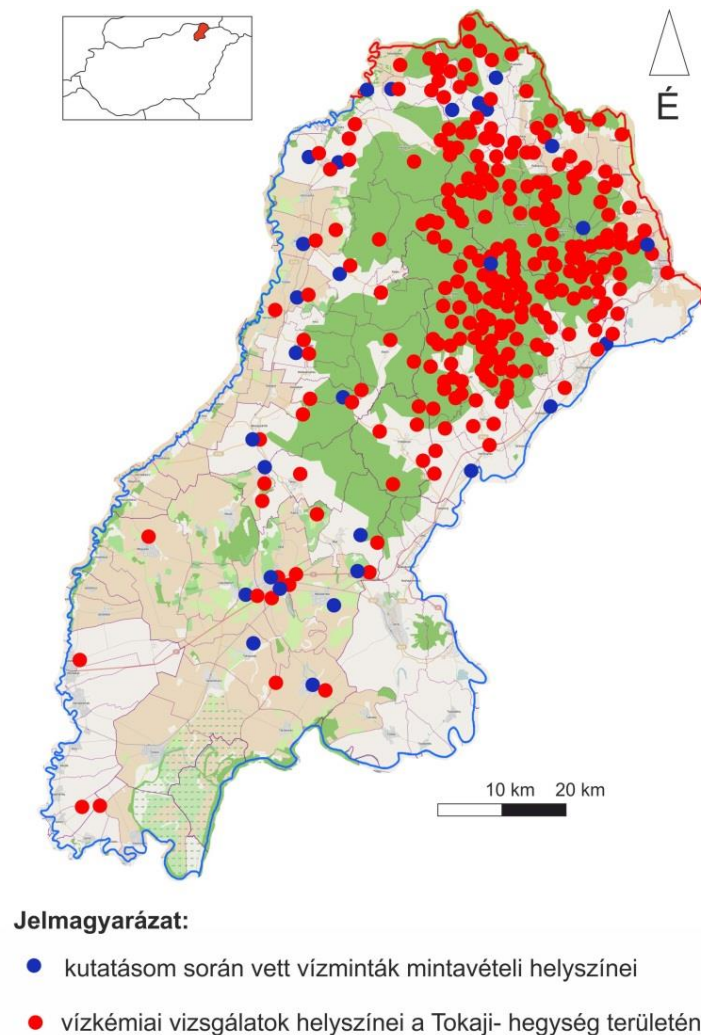 É
10 km 20 km
Jelmagyarázat:
kutatásom során vett vízminták mintavételi helyszínei
vízkémiai vizsgálatok helyszínei a Tokaji- hegység területén